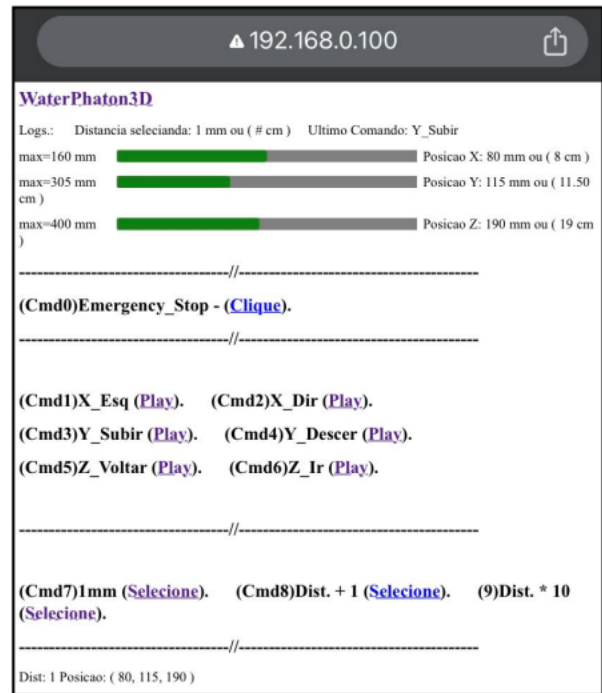 192.168.0.100
WaterPhaton3D
Logs.: Distancia selecianda: 1 mm ou ( # cm ) Ultimo Comando: Y_Subir
max=160 mm Posicao X: 80 mm ou ( 8 cm )
max=305 mm Posicao Y: 115 mm ou ( 11.50
cm )
max=400 mm Posicao Z: 190 mm ou ( 19 cm
)
-----------------------------------//----------------------------------------
(Cmd0)Emergency_Stop - (Clique).
-----------------------------------//----------------------------------------
(Cmd1)X_Esq (Play). (Cmd2)X_Dir (Play).
(Cmd3)Y_Subir (Play). (Cmd4)Y_Descer (Play).
(Cmd5)Z_Voltar (Play). (Cmd6)Z_Ir (Play).
-----------------------------------//----------------------------------------
(Cmd7)1mm (Selecione). (Cmd8)Dist. + 1 (Selecione). (9)Dist. * 10
(Selecione).
-----------------------------------//----------------------------------------
Dist: 1 Posicao: ( 80, 115, 190 )